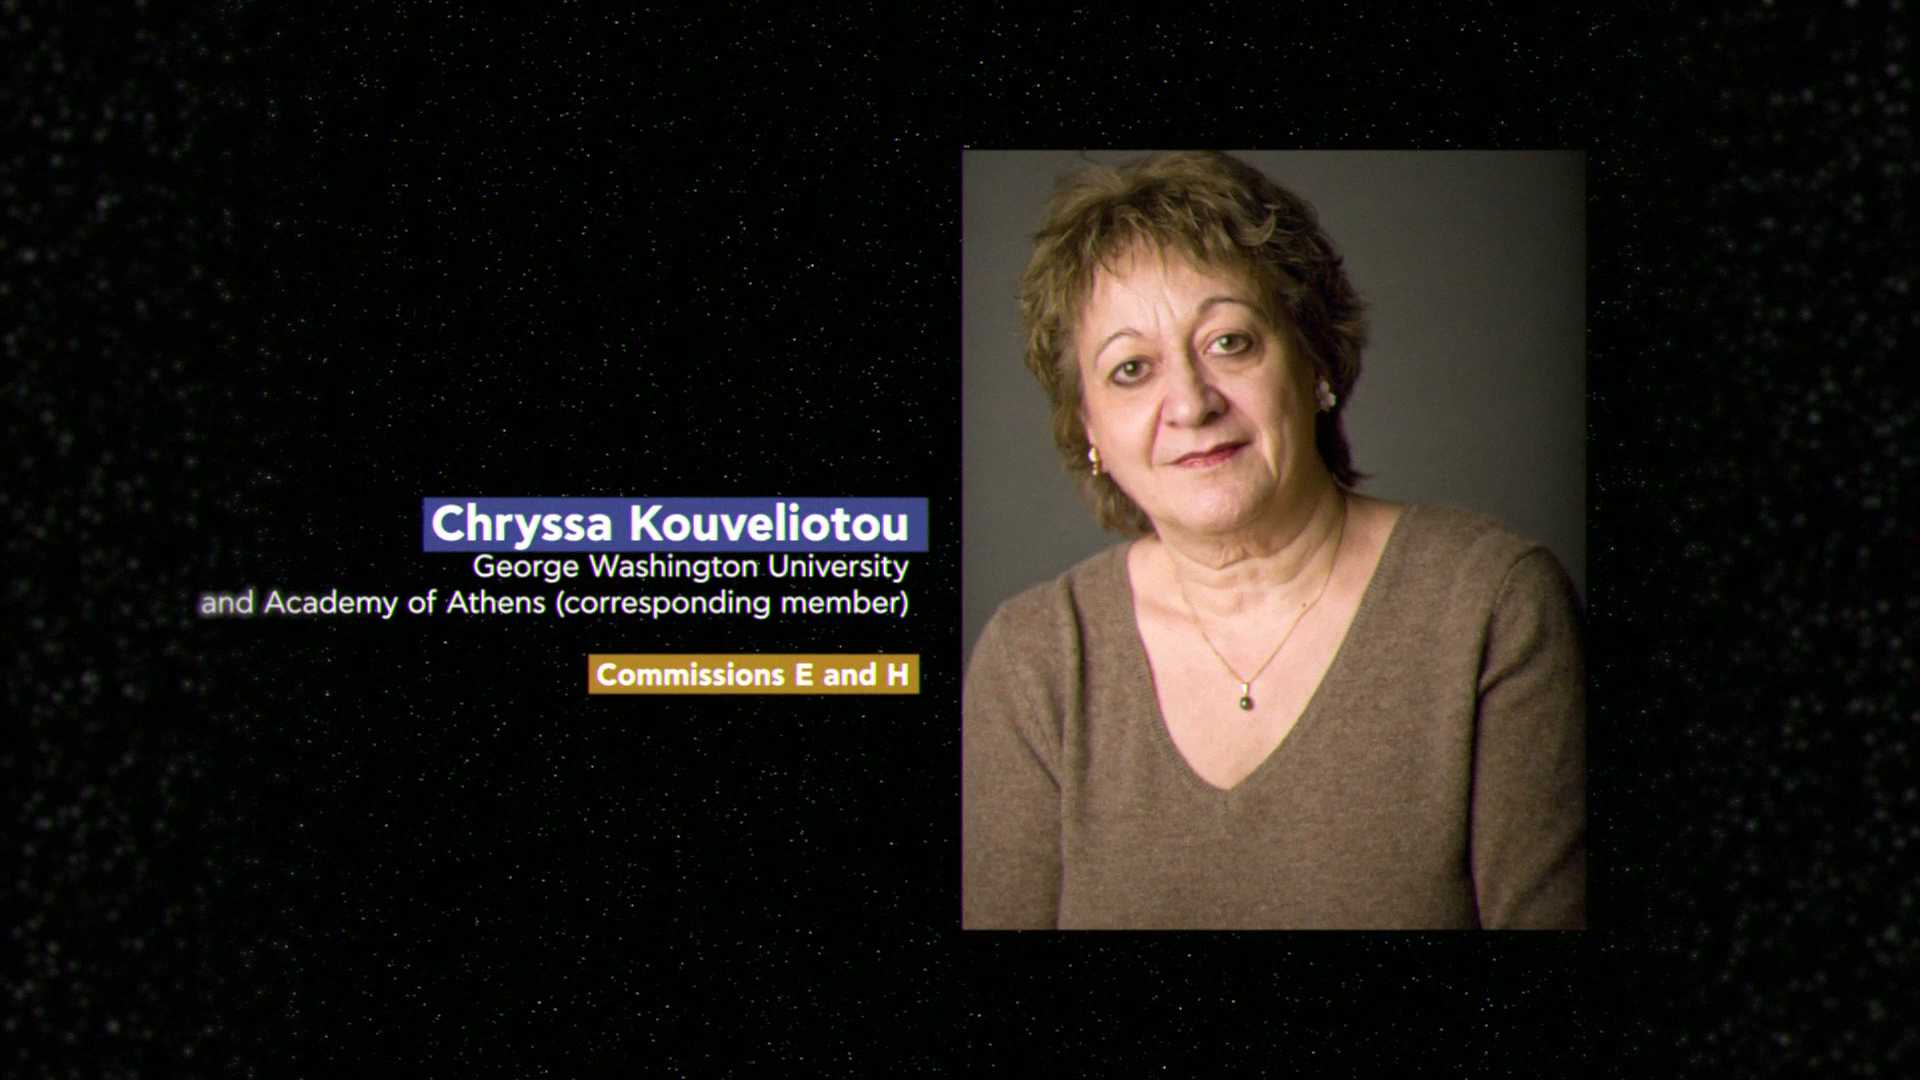 Chryssa Kouveliotou
George Washington University
and Academy of Athens (corresponding member)
Commissions E and H